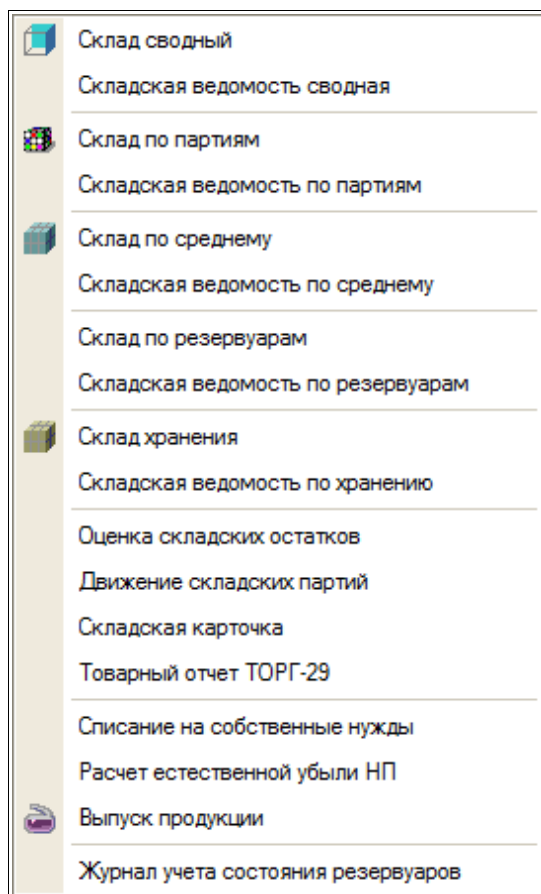 Склад сводный
Складская ведомость сводная
Склад по партиям
Складская ведомость по партиям
Склад по среднему
Складская ведомость по среднему
Склад по резервуарам
Складская ведомость по резервуарам
Склад хранения
Складская ведомость по хранению
Оценка складских остатков
Движение складских партий
Складская карточка
Товарный отчет ТОРГ-29
Списание на собственные нужды
Расчет естественной убыли НП
Выпуск продукции
Журнал учета состояния резервуаров